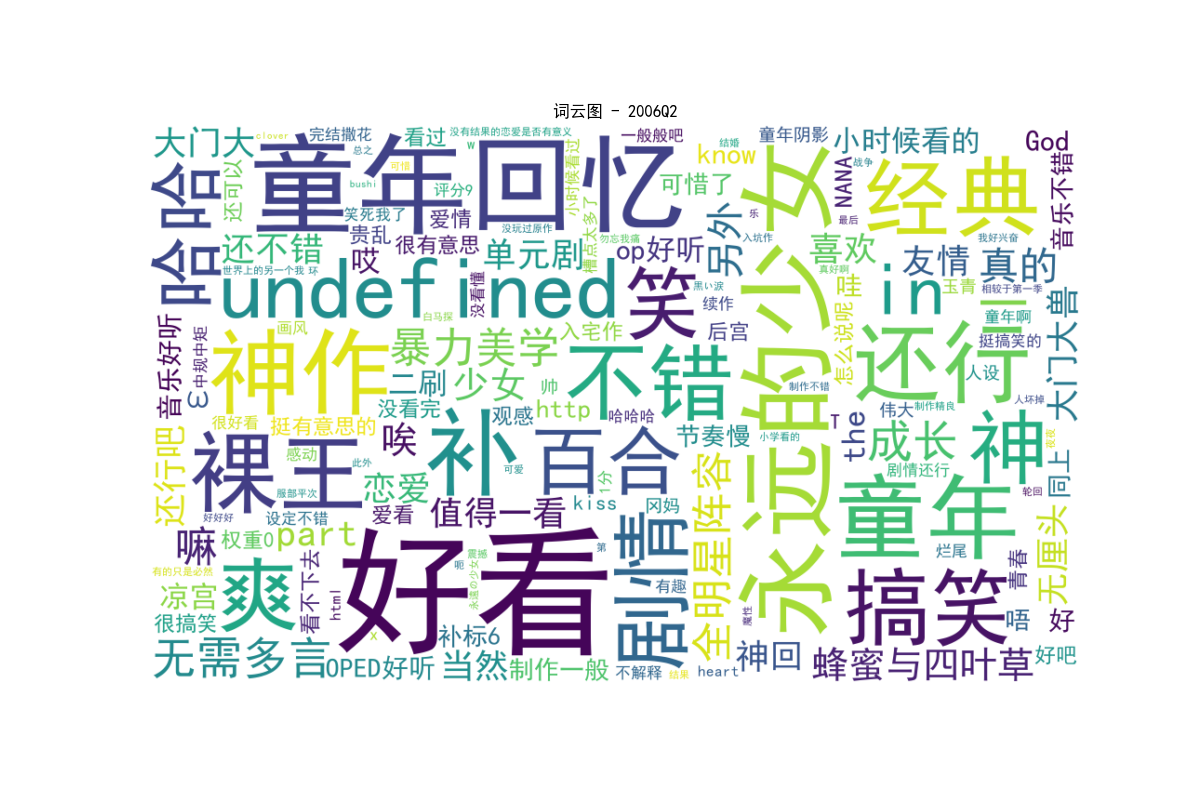 词云图 - 2006Q2
大门大
clover
完结撒花
总之
看过
没有结果的恋爱是否有意义
w
一般般吧
结婚
童年阴影
小时候看的
God
哈哈
还可以
童年回忆
可惜
bushi
评分9
小时候看过
know
可惜了
永远的少女
NANA
战争
经典
音乐不错
笑死我了
爱情
没玩过原作
槽点太多了
另外
乐
最后
还不错
贵乱
哎
很有意思
单元剧
勿忘我痛
op好听
入坑作
喜欢
友情
我好兴奋
真的
世界上的另一个我
环
undefined
没看懂
笑
黑い涙
真好啊
玉青
in
相较于第一季
大门大兽
音乐好听
中规中矩
画风
白马探
入宅作
续作
后宫
怎么说呢
童年啊
挺搞笑的
ε
神作
暴力美学
不错
还行
二刷
少女
帅
制作不错
人设
没看完
观感
http
哈哈哈
T
伟大
制作精良
人坏掉
很好看
挺有意思的
唉
补
百合
节奏慢
小学看的
the
成长
神
夜夜
还行吧
裸王
感动
此外
恋爱
可爱
1分
全明星阵容
剧情还行
同上
服部平次
爱看
值得一看
kiss
冈妈
童年
轮回
好好好
设定不错
嘛
权重0
part
好看
剧情
第
烂尾
青春
无厘头
有的只是必然
爽
看不下去
震撼
呃
永遠の少女
有趣
搞笑
凉宫
html
很搞笑
x
补标6
魔性
唔
好
无需多言
OPED好听
当然
制作一般
不解释
结果
heart
神回
蜂蜜与四叶草
好吧